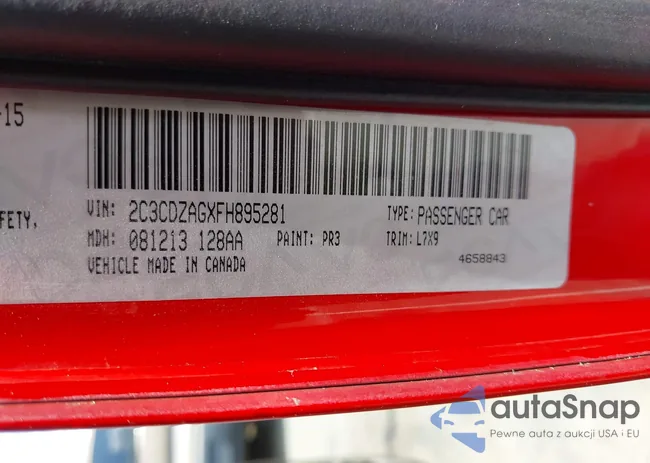 -15
VIN: 2C3CDZAGXFH895281 TYPE: PASSENGER CAR
FETY, MDH: 081213 128AA PAINT: PR3 TRIM: L7X9
VEHICLE MADE IN CANADA 4658843
autaSnap
Pewne auta z aukcji USA i EU